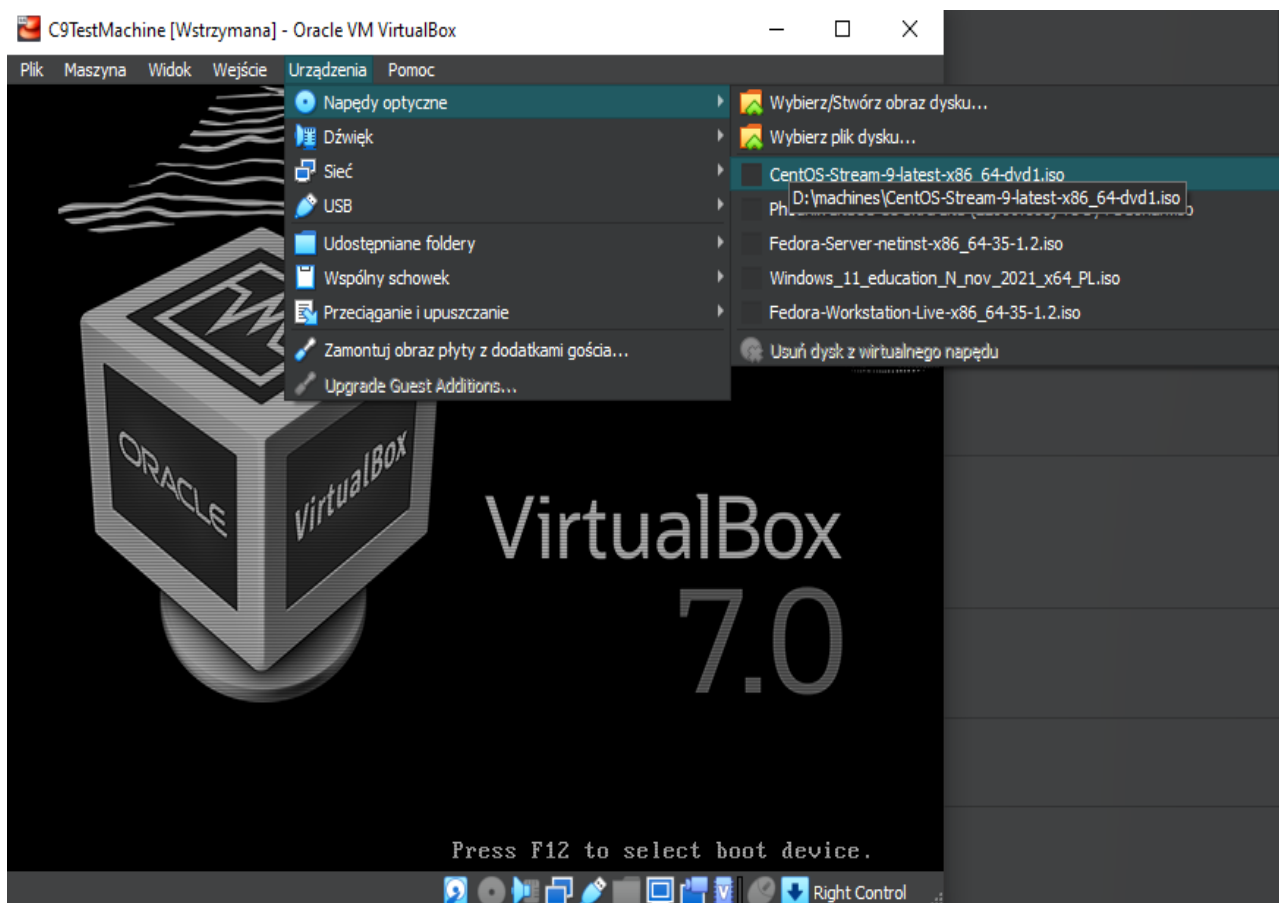 C9TestMachine [Wstrzymana] - Oracle VM VirtualBox
Plik Maszyna Widok Wejście Urządzenia Pomoc
Napędy optyczne
Dźwięk
Sieć
USB
Udostępniane foldery
Wspólny schowek
Przeciąganie i upuszczanie
Zamontuj obraz płyty z dodatkami gościa...
Upgrade Guest Additions...
Wybierz/Stwórz obraz dysku...
Wybierz plik dysku...
CentOS-Stream-9-latest-x86_64-dvd1.iso
D:\machines\CentOS-Stream-9-latest-x86_64-dvd1.iso
Fedora-Server-netinst-x86_64-35-1.2.iso
Windows_11_education_N_nov_2021_x64_PL.iso
Fedora-Workstation-Live-x86_64-35-1.2.iso
Usuń dysk z wirtualnego napędu
ORACLE
VirtualBox
VirtualBox
7.0
Press F12 to select boot device.
V
Right Control